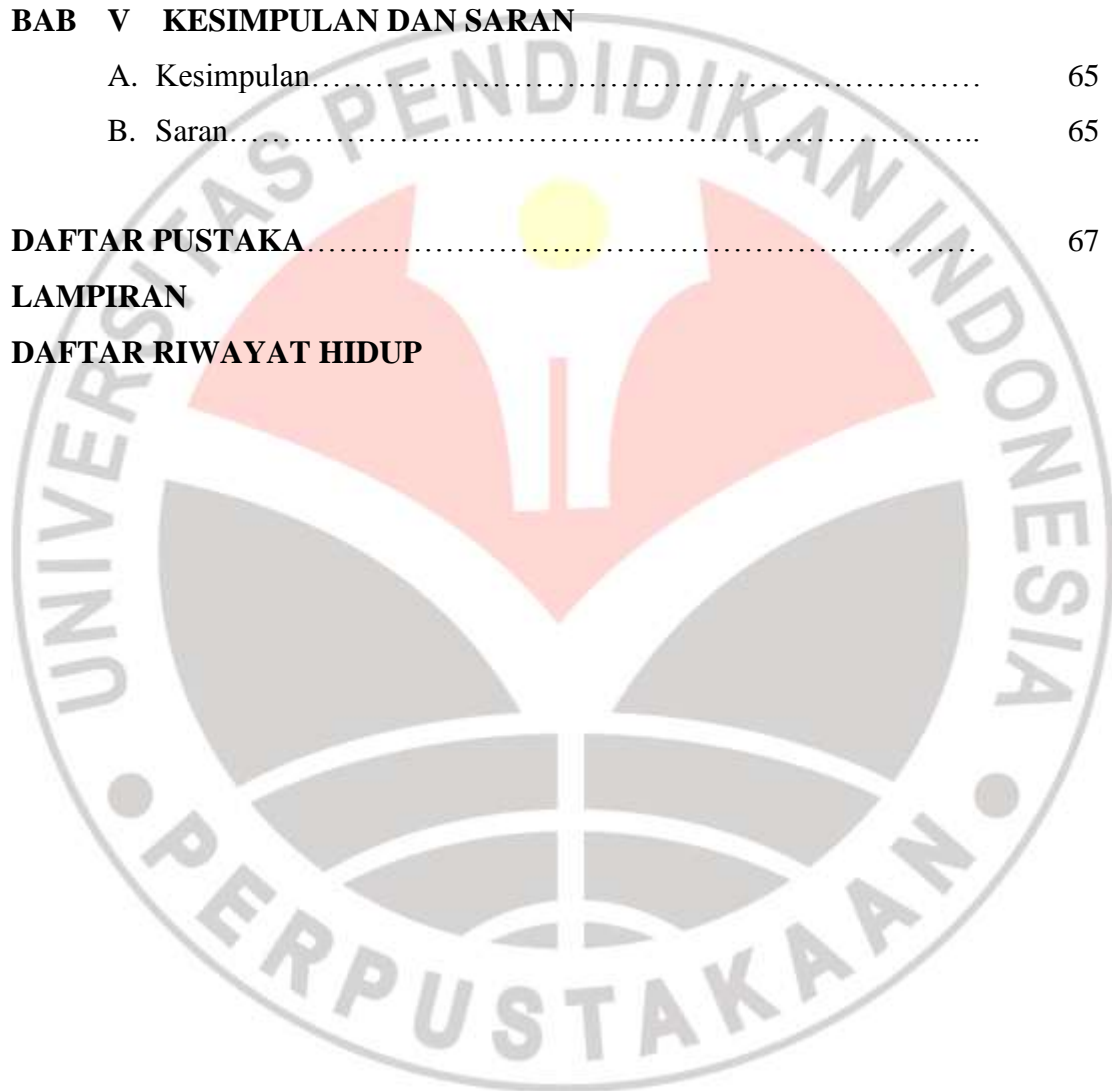 BAB V KESIMPULAN DAN SARAN
A. Kesimpulan………………………………………………………… 65
B. Saran……………………………………………………………….. 65
DAFTAR PUSTAKA………………………………………………………… 67
LAMPIRAN
DAFTAR RIWAYAT HIDUP
UNIVERSITAS PENDIDIKAN INDONESIA
PERPUSTAKAAN